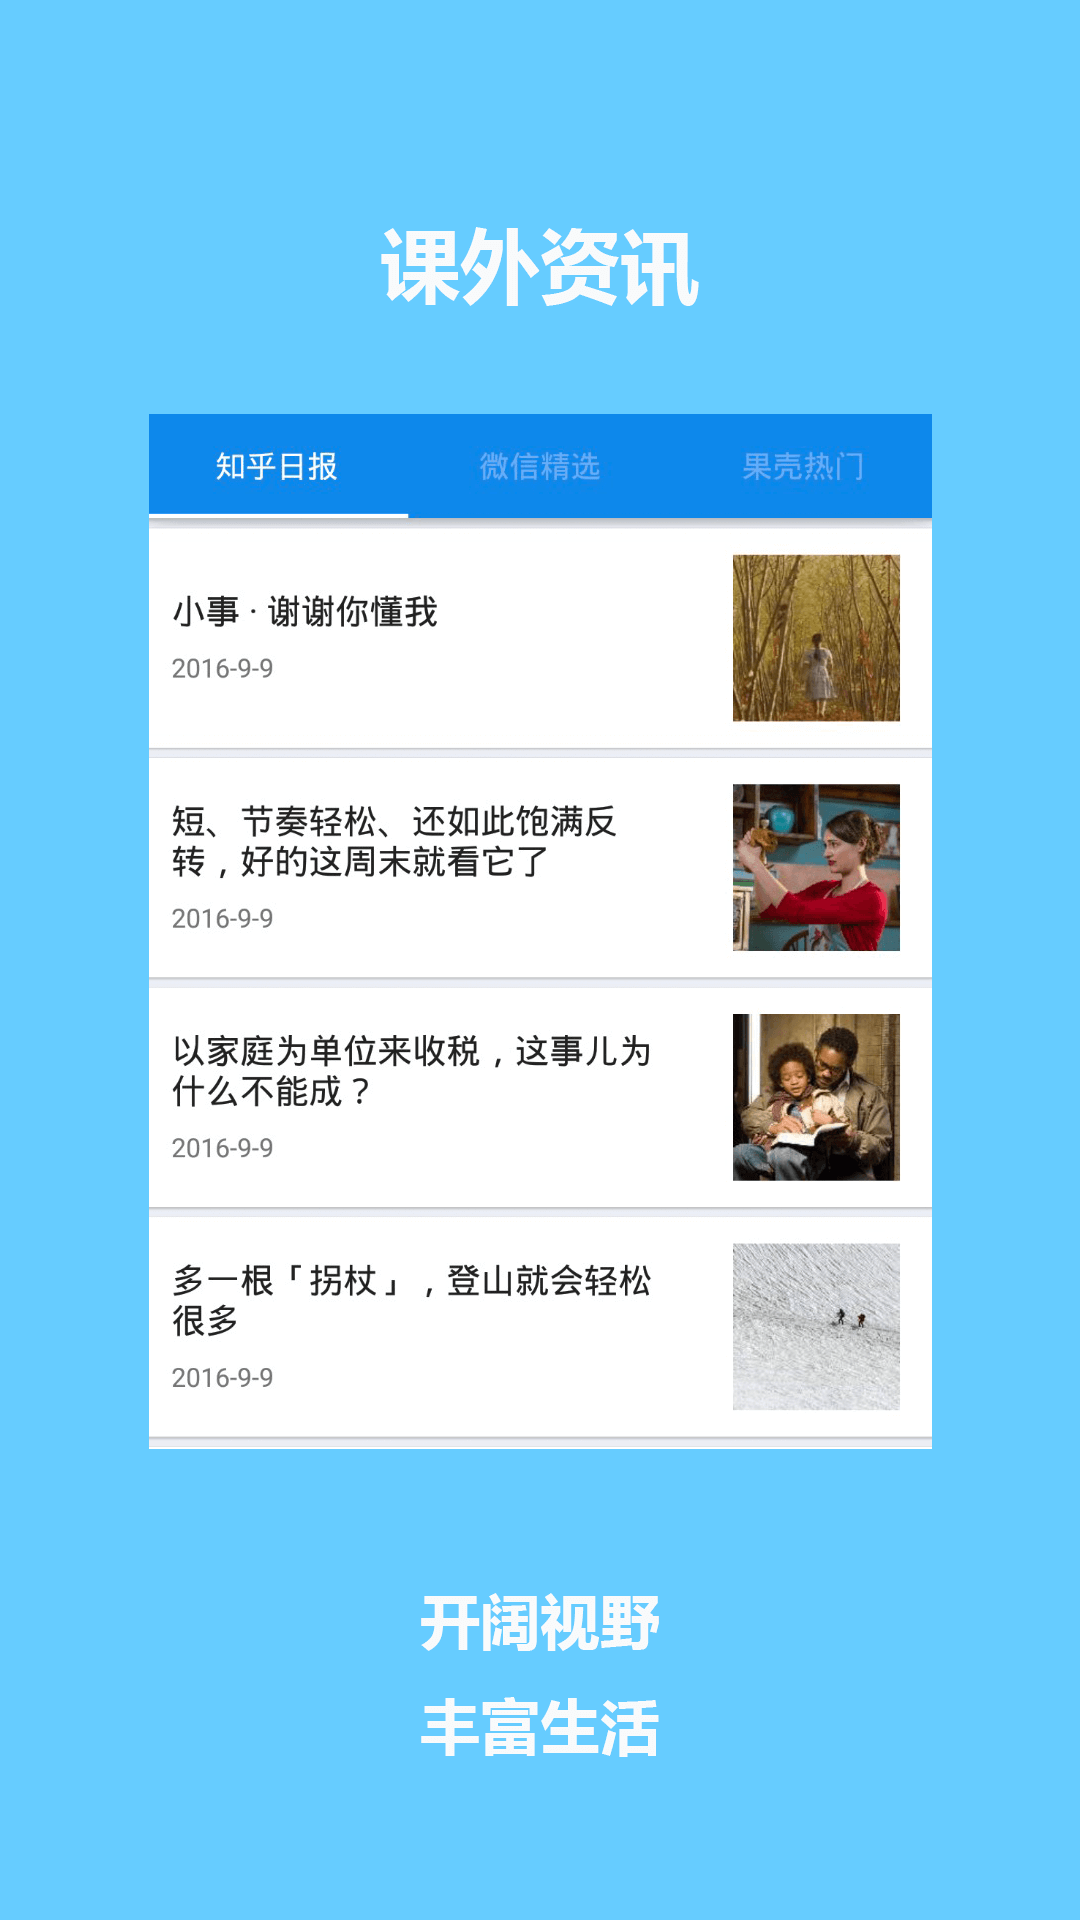 课外资讯
知乎日报 微信精选 果壳热门
小事 · 谢谢你懂我
2016-9-9
短、节奏轻松、还如此饱满反
转，好的这周末就看它了
2016-9-9
以家庭为单位来收税，这事儿为
什么不能成？
2016-9-9
多一根「拐杖」，登山就会轻松
很多
2016-9-9
开阔视野
丰富生活